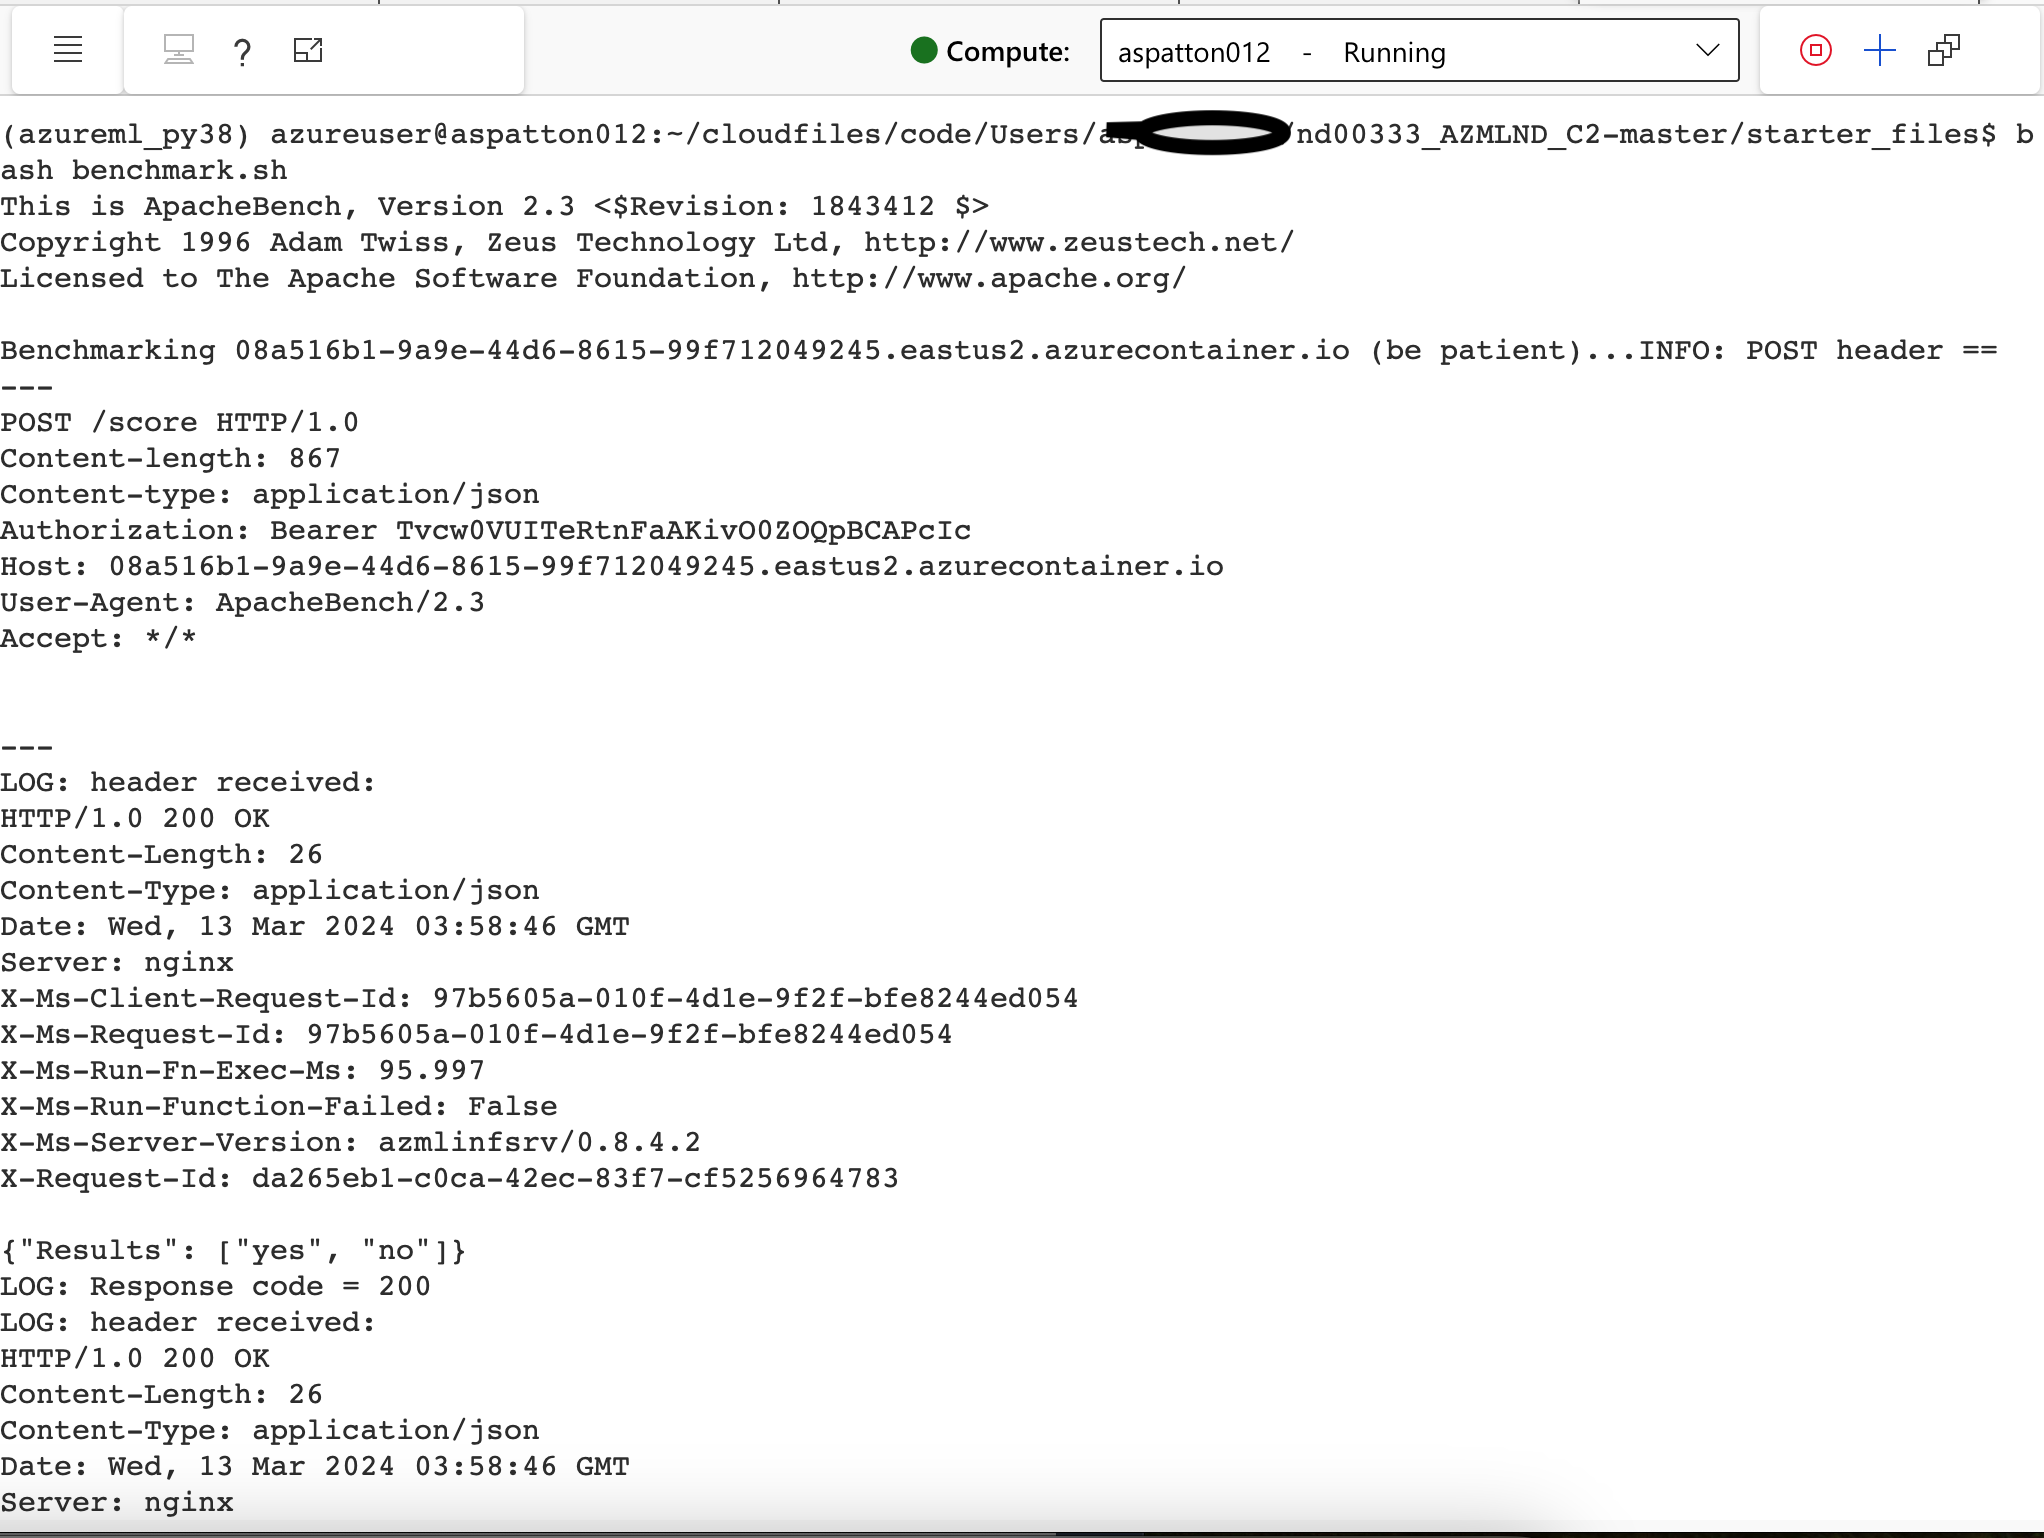 Compute: aspatton012 - Running
(azureml_py38) azureuser@aspatton012:~/cloudfiles/code/Users/ /nd00333_AZMLND_C2-master/starter_files$ b
ash benchmark.sh
This is ApacheBench, Version 2.3 <$Revision: 1843412 $>
Copyright 1996 Adam Twiss, Zeus Technology Ltd, http://www.zeustech.net/
Licensed to The Apache Software Foundation, http://www.apache.org/
Benchmarking 08a516b1-9a9e-44d6-8615-99f712049245.eastus2.azurecontainer.io (be patient)...INFO: POST header ==
---
POST /score HTTP/1.0
Content-length: 867
Content-type: application/json
Authorization: Bearer Tvcw0VUITeRtnFaAKivO0ZOQpBCAPcIc
Host: 08a516b1-9a9e-44d6-8615-99f712049245.eastus2.azurecontainer.io
User-Agent: ApacheBench/2.3
Accept: */*
---
LOG: header received:
HTTP/1.0 200 OK
Content-Length: 26
Content-Type: application/json
Date: Wed, 13 Mar 2024 03:58:46 GMT
Server: nginx
X-Ms-Client-Request-Id: 97b5605a-010f-4d1e-9f2f-bfe8244ed054
X-Ms-Request-Id: 97b5605a-010f-4d1e-9f2f-bfe8244ed054
X-Ms-Run-Fn-Exec-Ms: 95.997
X-Ms-Run-Function-Failed: False
X-Ms-Server-Version: azmlinfsrv/0.8.4.2
X-Request-Id: da265eb1-c0ca-42ec-83f7-cf5256964783
{"Results": ["yes", "no"]}
LOG: Response code = 200
LOG: header received:
HTTP/1.0 200 OK
Content-Length: 26
Content-Type: application/json
Date: Wed, 13 Mar 2024 03:58:46 GMT
Server: nginx